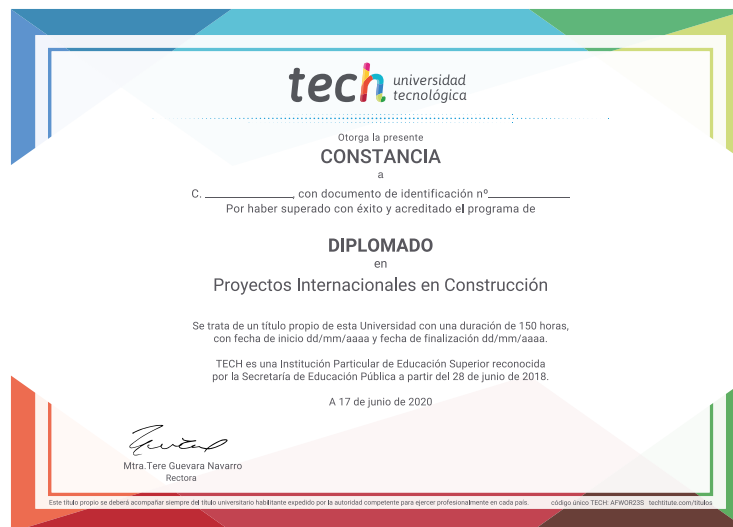 tech universidad
tecnológica
Otorga la presente
CONSTANCIA
a
C. ____________, con documento de identificación nº____________
Por haber superado con éxito y acreditado el programa de
DIPLOMADO
en
Proyectos Internacionales en Construcción
Se trata de un título propio de esta Universidad con una duración de 150 horas,
con fecha de inicio dd/mm/aaaa y fecha de finalización dd/mm/aaaa.
TECH es una Institución Particular de Educación Superior reconocida
por la Secretaría de Educación Pública a partir del 28 de junio de 2018.
A 17 de junio de 2020
Mtra.Tere Guevara Navarro
Rectora
Este título propio se deberá acompañar siempre del título universitario habilitante expedido por la autoridad competente para ejercer profesionalmente en cada país. código único TECH: AFWOR23S techtitute.com/titulos